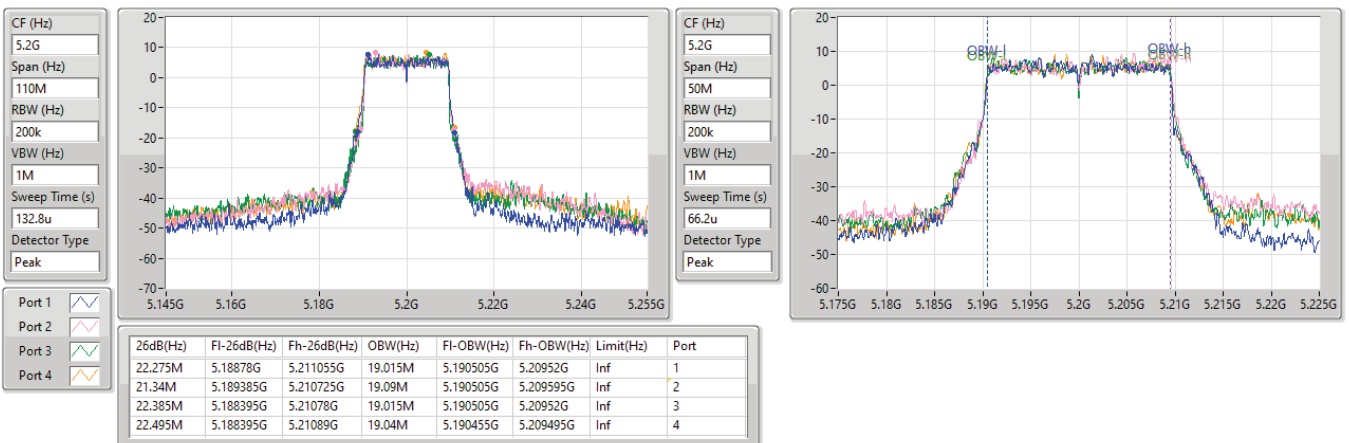 CF (Hz)
5.2G
Span (Hz)
110M
RBW (Hz)
200k
VBW (Hz)
1M
Sweep Time (s)
132.8u
Detector Type
Peak
20
10
0
-10
-20
-30
-40
-50
-60
-70
5.145G 5.16G 5.18G 5.2G 5.22G 5.24G 5.255G
CF (Hz)
5.2G
Span (Hz)
50M
RBW (Hz)
200k
VBW (Hz)
1M
Sweep Time (s)
66.2u
Detector Type
Peak
20
10
0
-10
-20
-30
-40
-50
-60
OBW-l OBW-h
5.175G 5.18G 5.185G 5.19G 5.195G 5.2G 5.205G 5.21G 5.215G 5.22G 5.225G
Port 1
Port 2
Port 3
Port 4
26dB(Hz) Fl-26dB(Hz) Fh-26dB(Hz) OBW(Hz) Fl-OBW(Hz) Fh-OBW(Hz) Limit(Hz) Port
22.275M 5.18878G 5.211055G 19.015M 5.190505G 5.20952G Inf 1
21.34M 5.189385G 5.210725G 19.09M 5.190505G 5.209595G Inf 2
22.385M 5.188395G 5.21078G 19.015M 5.190505G 5.20952G Inf 3
22.495M 5.188395G 5.21089G 19.04M 5.190455G 5.209495G Inf 4